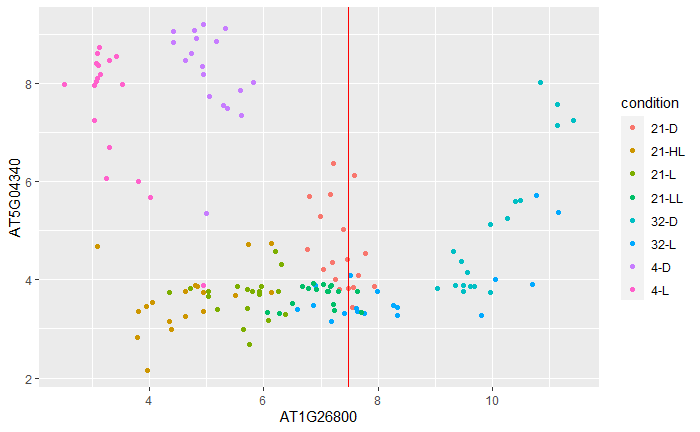 8
6
4
2
AT5G04340
4
6
8
10
AT1G26800
condition
21-D
21-HL
21-L
21-LL
32-D
32-L
4-D
4-L